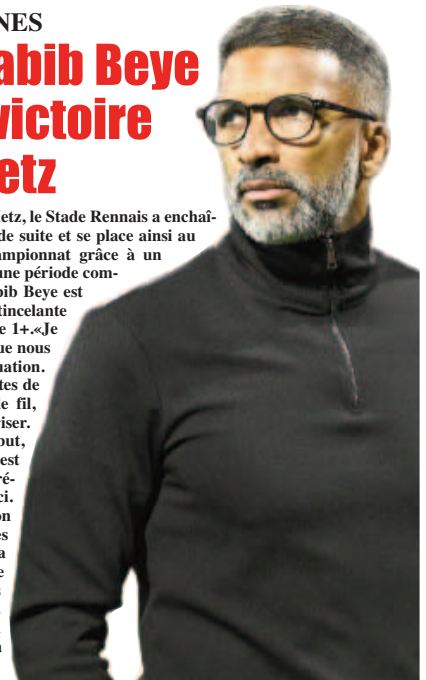 NES
abib Beye
victoire
etz
etz, le Stade Rennais a enchaî-
de suite et se place ainsi au
ampionnat grâce à un
une période com-
bib Beye est
tincelante
e 1+.«Je
ue nous
uation.
tes de
le fil,
iser.
but,
est
ré-
ci.
on
es
a
e